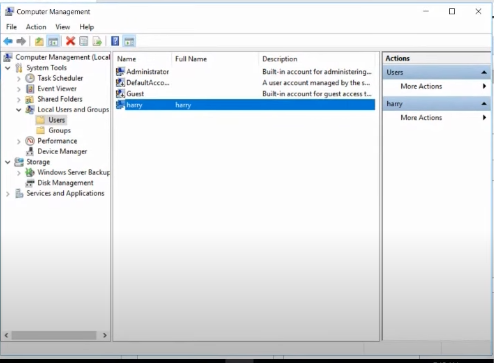 Computer Management
File Action View Help
Computer Management (Local
System Tools
Task Scheduler
Event Viewer
Shared Folders
Local Users and Groups
Users
Groups
Performance
Device Manager
Storage
Windows Server Backup
Disk Management
Services and Applications
Name Full Name Description
Administrator Built-in account for administering...
DefaultAcco... A user account managed by the s...
Guest Built-in account for guest access t...
harry harry
Actions
Users
More Actions
harry
More Actions